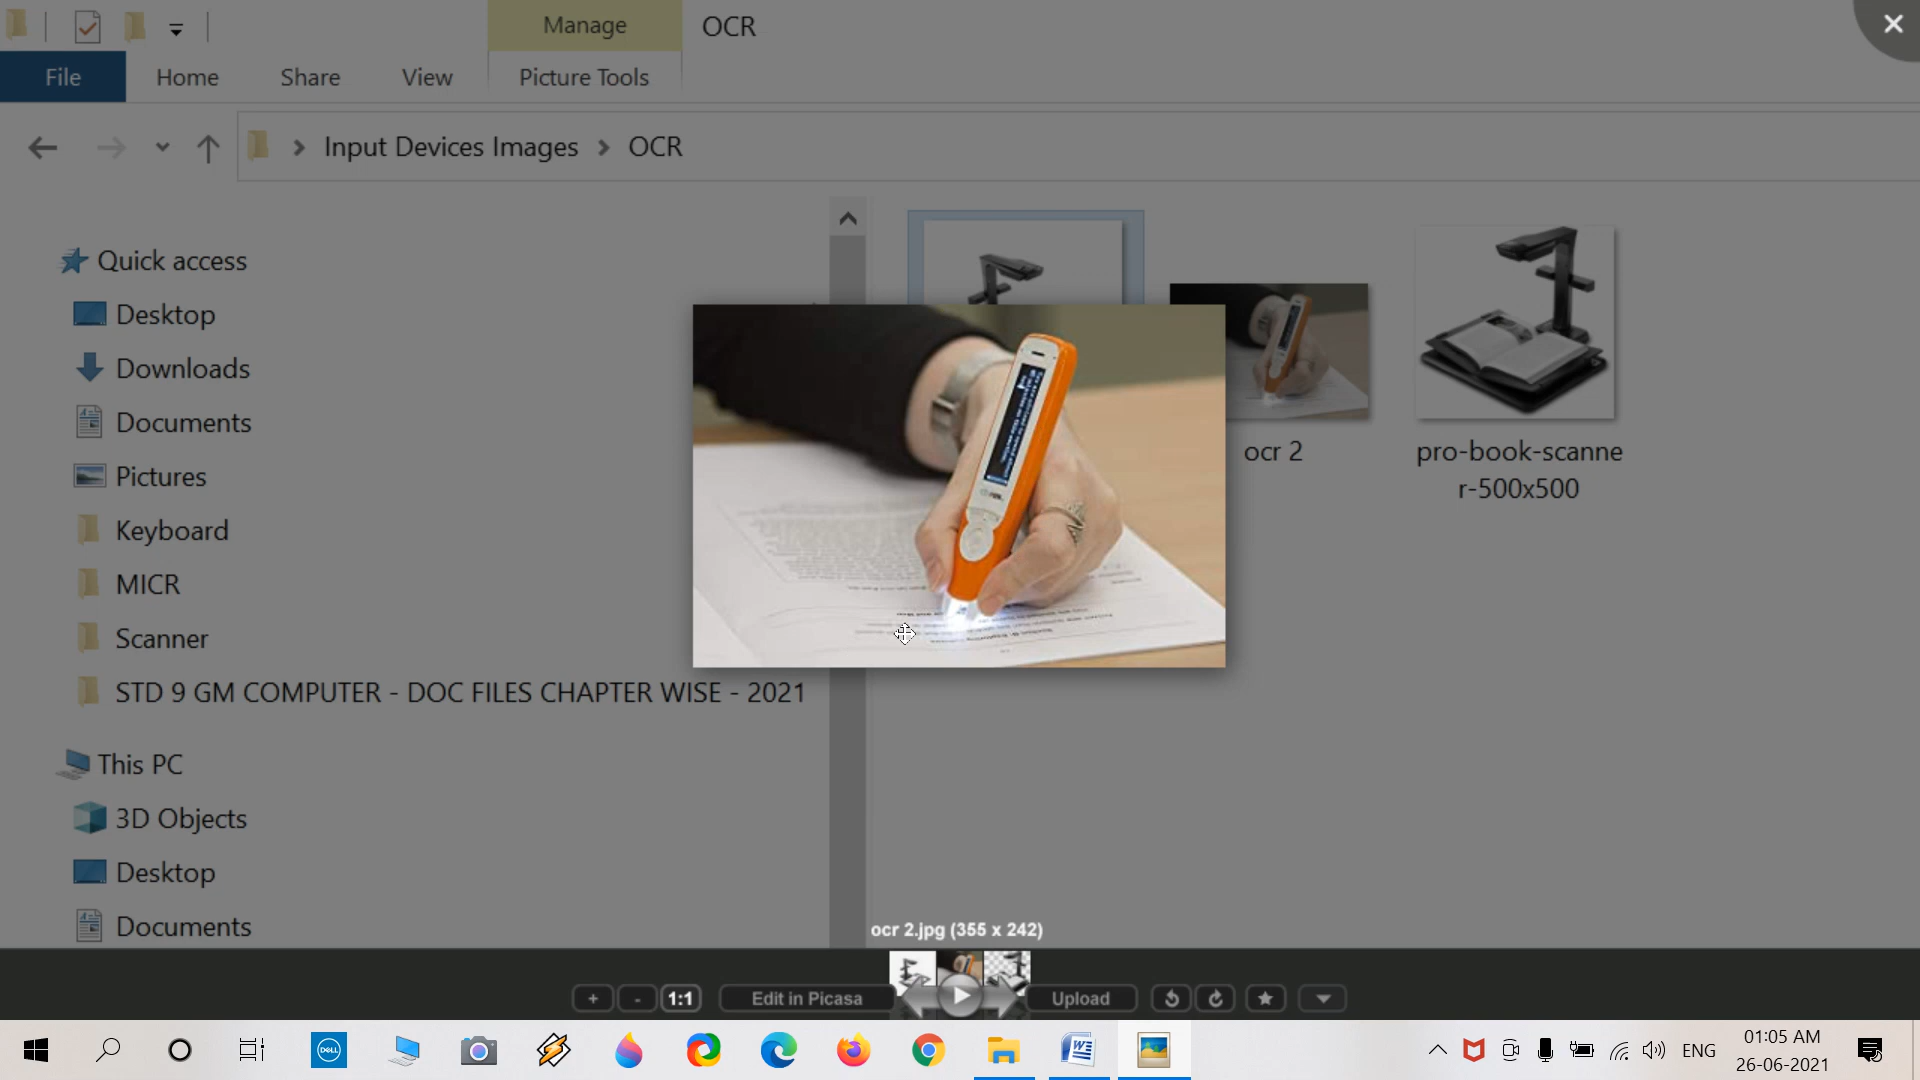 Manage
OCR
File
Home
Share
View
Picture Tools
Input Devices Images
OCR
Quick access
Desktop
Downloads
Documents
Pictures
Keyboard
MICR
Scanner
STD 9 GM COMPUTER - DOC FILES CHAPTER WISE - 2021
This PC
3D Objects
Desktop
Documents
ocr 2
pro-book-scanne
r-500x500
ocr 2.jpg (355 x 242)
+
-
1:1
Edit in Picasa
Upload
DELL
ENG
01:05 AM
26-06-2021